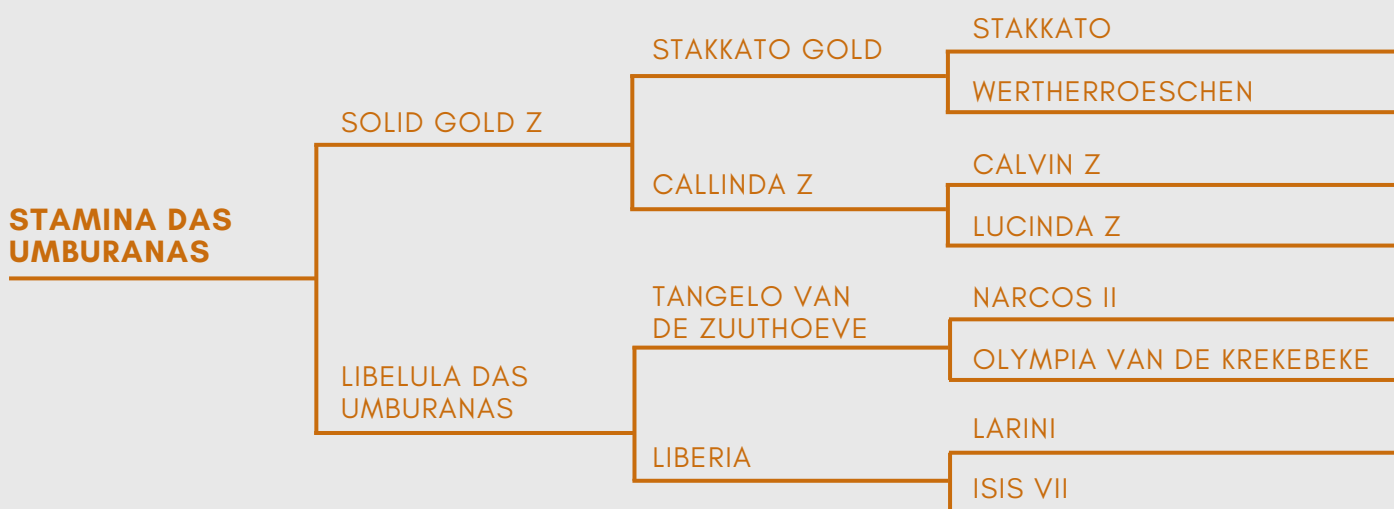 STAKKATO
STAKKATO GOLD
WERTHERROESCHEN
SOLID GOLD Z
CALVIN Z
CALLINDA Z
LUCINDA Z
STAMINA DAS
UMBURANAS
TANGELO VAN
DE ZUUTHOEVE
NARCOS II
OLYMPIA VAN DE KREKEBEKE
LIBELULA DAS
UMBURANAS
LARINI
LIBERIA
ISIS VII